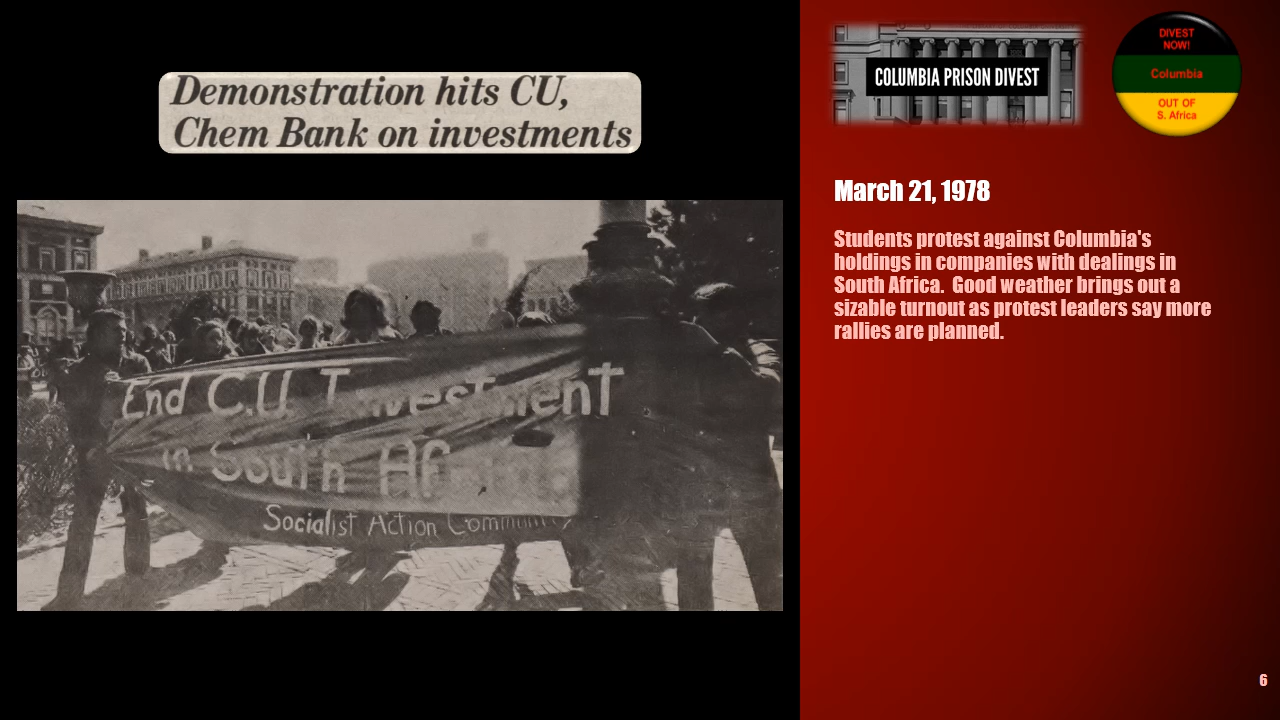 Demonstration hits CU,
Chem Bank on investments
End C.U. Investment
in South
Socialist Action
COLUMBIA PRISON DIVEST
DIVEST
NOW!
Columbia
OUT OF
S. Africa
March 21, 1978
Students protest against Columbia's
holdings in companies with dealings in
South Africa.  Good weather brings out a
sizable turnout as protest leaders say more
rallies are planned.
6